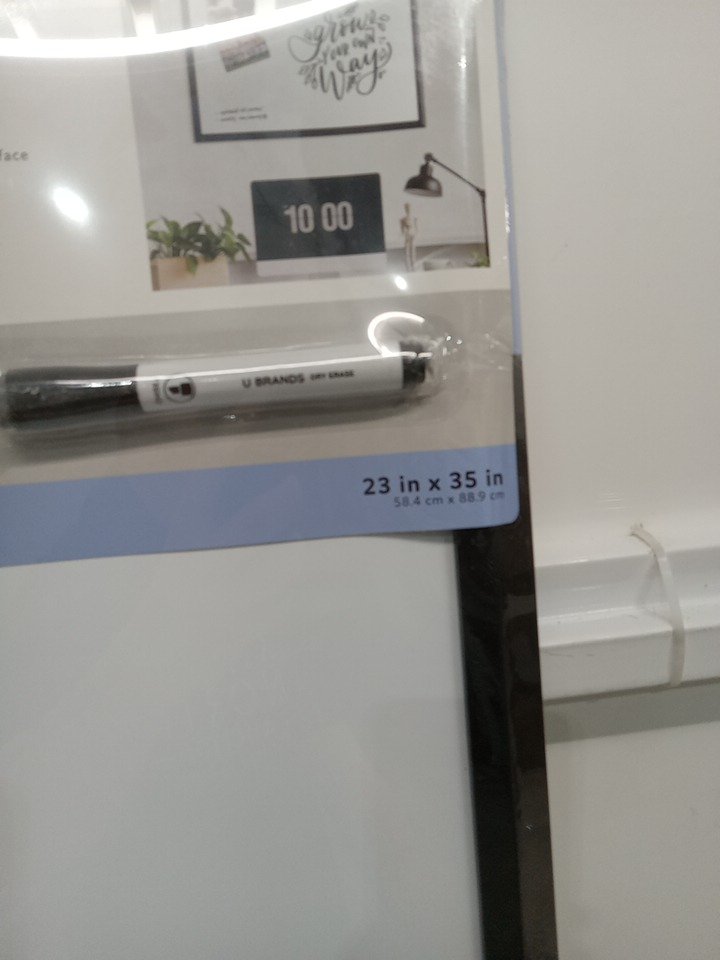 grow
your own
Way
face
10 00
U BRANDS DRY ERASE
23 in x 35 in
58.4 cm x 88.9 cm